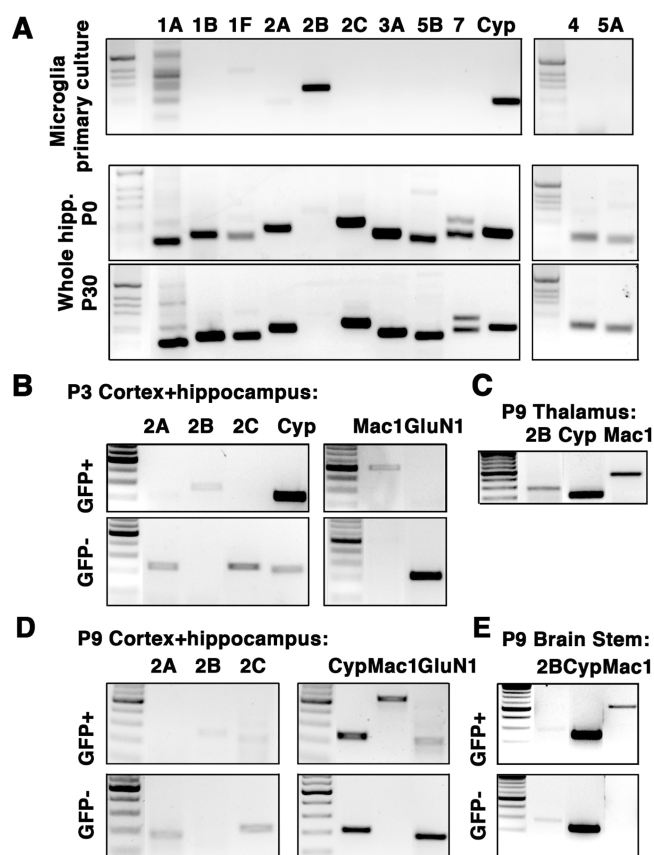 A
1A 1B 1F 2A 2B 2C 3A 5B 7 Cyp 4 5A
Microglia
primary culture
Whole hipp.
P0
P30
B P3 Cortex+hippocampus:
2A 2B 2C Cyp Mac1GluN1
GFP+
GFP-
C
P9 Thalamus:
2B Cyp Mac1
D P9 Cortex+hippocampus:
2A 2B 2C CypMac1GluN1
GFP+
GFP-
E P9 Brain Stem:
2BCypMac1
GFP+
GFP-